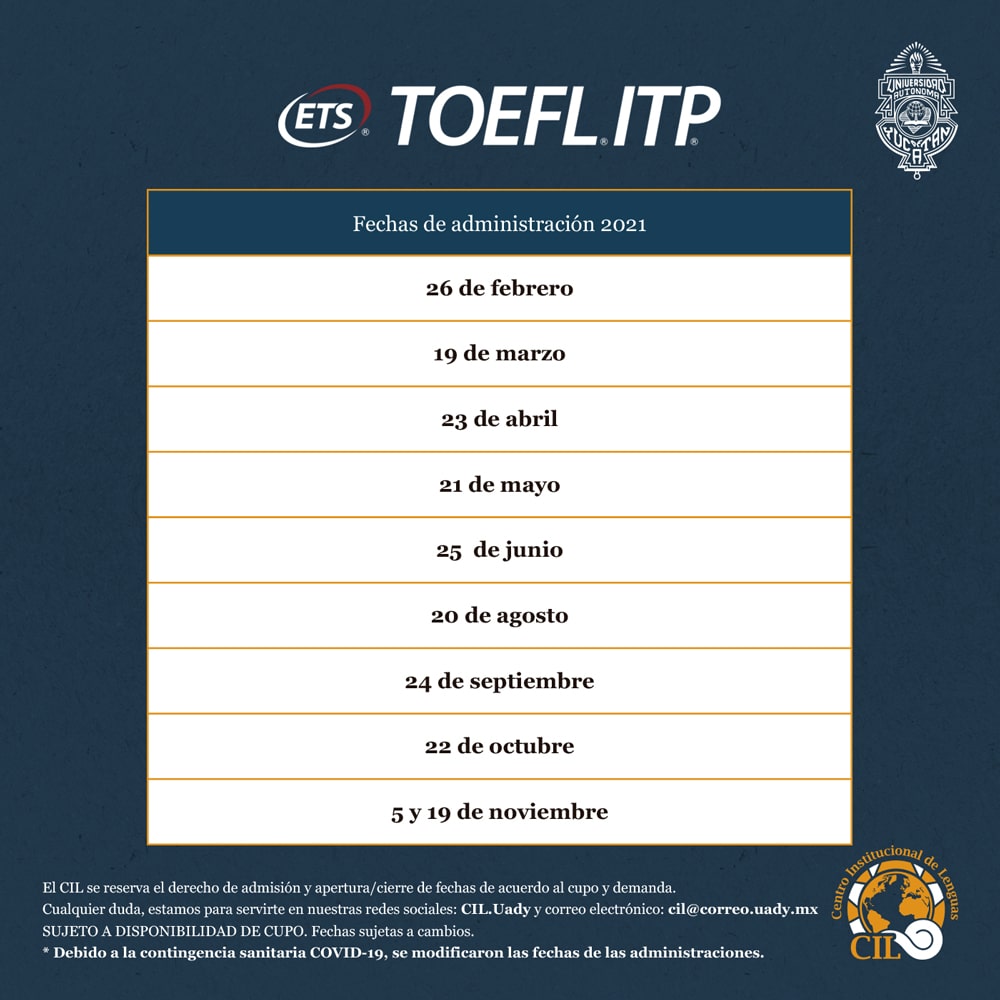 ETS® TOEFL® ITP®
UNIVERSIDAD
AUTONOMA
YUCATAN
Fechas de administración 2021
26 de febrero
19 de marzo
23 de abril
21 de mayo
25  de junio
20 de agosto
24 de septiembre
22 de octubre
5 y 19 de noviembre
El CIL se reserva el derecho de admisión y apertura/cierre de fechas de acuerdo al cupo y demanda.
Cualquier duda, estamos para servirte en nuestras redes sociales: CIL.Uady y correo electrónico: cil@correo.uady.mx
SUJETO A DISPONIBILIDAD DE CUPO. Fechas sujetas a cambios.
* Debido a la contingencia sanitaria COVID-19, se modificaron las fechas de las administraciones.
Centro Institucional de Lenguas
CIL